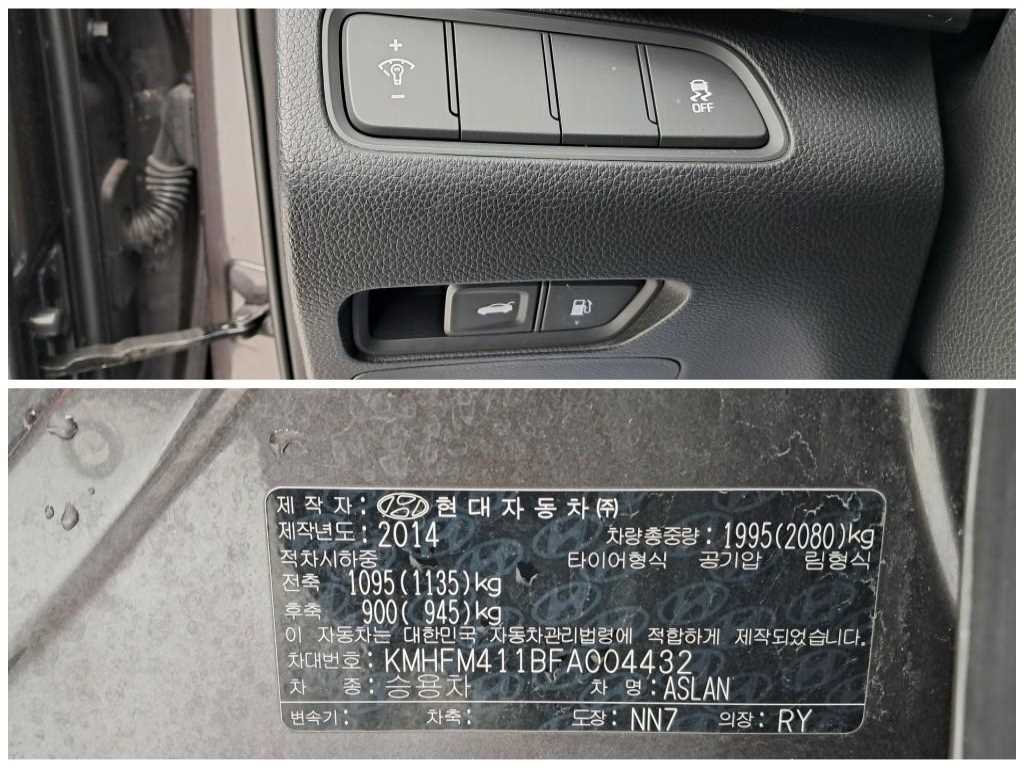 +
−
OFF
제 작 자 : 현대자동차㈜
제작년도 : 2014 차량총중량 : 1995(2080)kg
적차시하중 타이어형식 공기압 림형식
전축 1095(1135)kg
후축 900( 945)kg
이 자동차는 대한민국 자동차관리법령에 적합하게 제작되었습니다.
차대번호 : KMHFM411BFA004432
차 종 : 승용차 차 명 : ASLAN
변속기 : 차축 : 도장 : NN7 의장 : RY